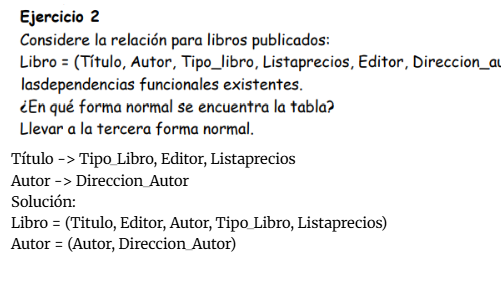 Ejercicio 2
Considere la relación para libros publicados:
Libro = (Título, Autor, Tipo_libro, Listaprecios, Editor, Direccion_au
lasdependencias funcionales existentes.
¿En qué forma normal se encuentra la tabla?
Llevar a la tercera forma normal.
Título -> Tipo_Libro, Editor, Listaprecios
Autor -> Direccion_Autor
Solución:
Libro = (Titulo, Editor, Autor, Tipo_Libro, Listaprecios)
Autor = (Autor, Direccion_Autor)